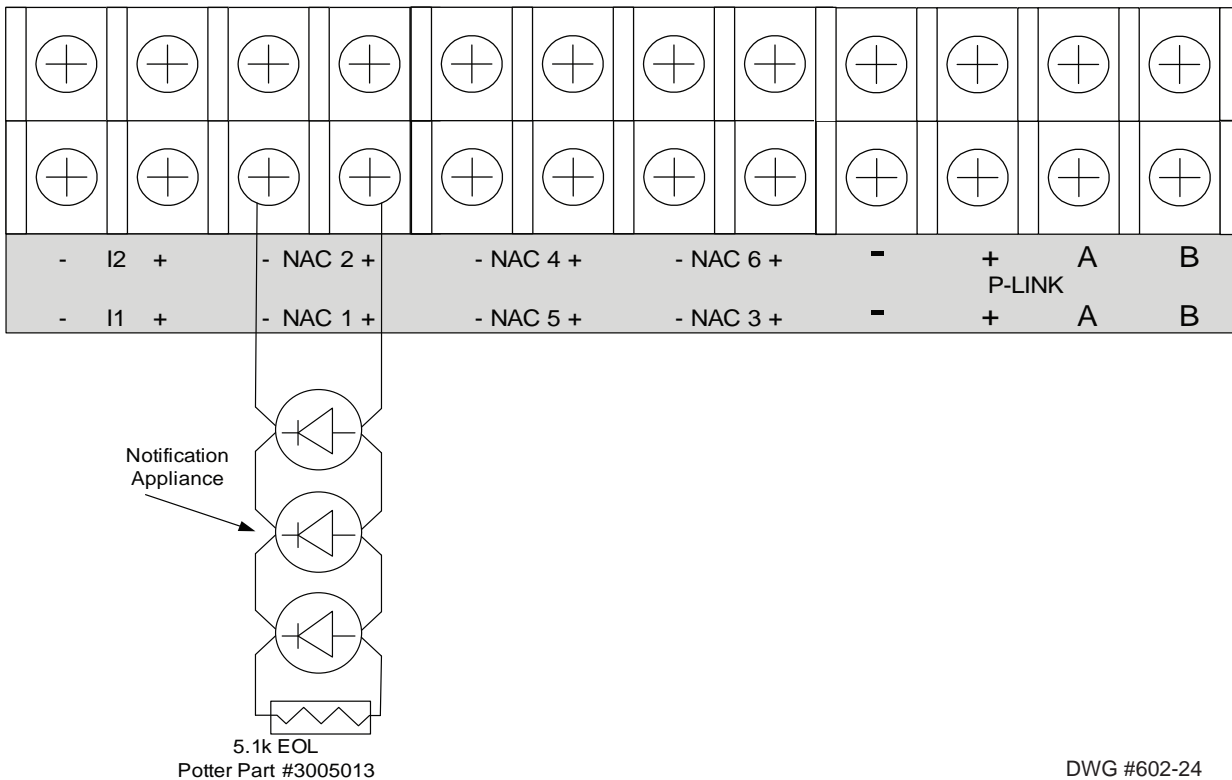 - I2 + - NAC 2 + - NAC 4 + - NAC 6 + - + A B
P-LINK
- I1 + - NAC 1 + - NAC 5 + - NAC 3 + - + A B
Notification
Appliance
5.1k EOL
Potter Part #3005013
DWG #602-24